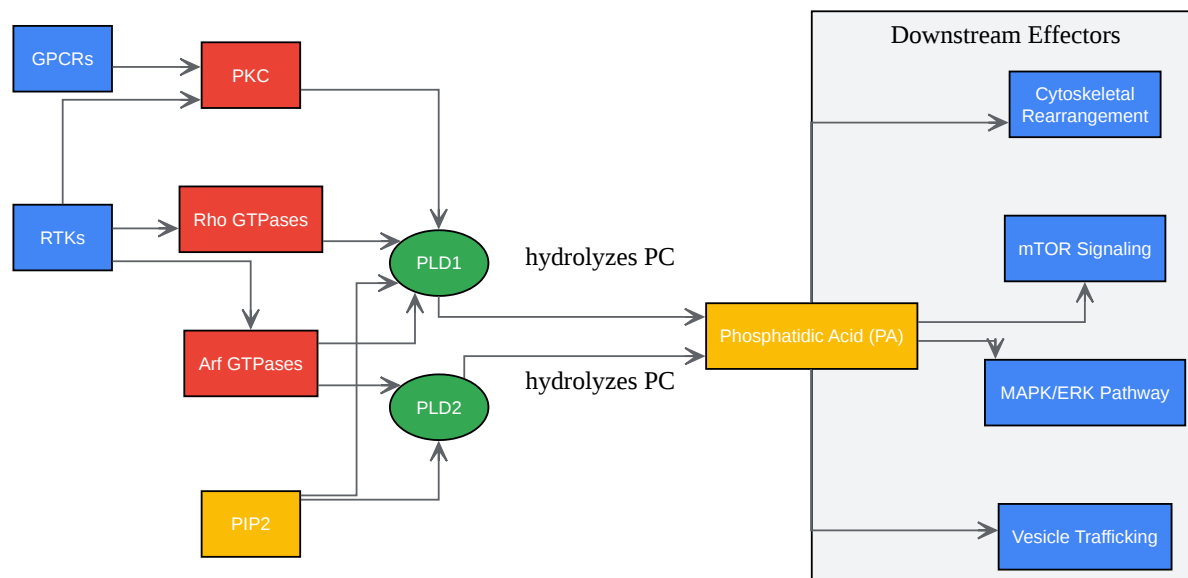 Downstream Effectors
GPCRs
PKC
Cytoskeletal
Rearrangement
Rho GTPases
RTKs
PLD1
hydrolyzes PC
mTOR Signaling
Phosphatidic Acid (PA)
Arf GTPases
hydrolyzes PC
PLD2
MAPK/ERK Pathway
PIP2
Vesicle Trafficking